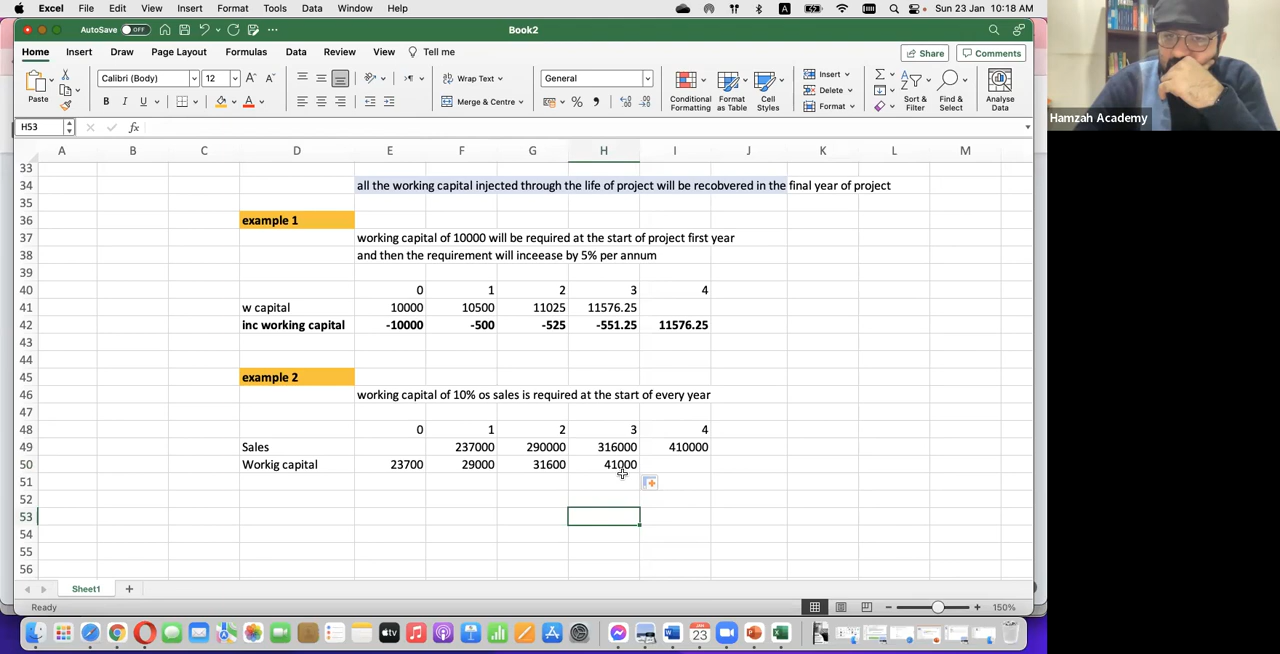 Excel File Edit View Insert Format Tools Data Window Help A Sun 23 Jan 10:18 AM
AutoSave OFF Book2
Home Insert Draw Page Layout Formulas Data Review View Tell me Share Comments
Paste Calibri (Body) 12 A A Wrap Text General Conditional Formatting Format as Table Cell Styles Insert Sort & Filter Find & Select Analyse Data
Delete
B I U A Merge & Centre % Format
Hamzah Academy
H53 fx
A B C D E F G H I J K L M
33
34 all the working capital injected through the life of project will be recobvered in the final year of project
35
36 example 1
37 working capital of 10000 will be required at the start of project first year
38 and then the requirement will inceease by 5% per annum
39
40 0 1 2 3 4
41 w capital 10000 10500 11025 11576.25
42 inc working capital -10000 -500 -525 -551.25 11576.25
43
44
45 example 2
46 working capital of 10% os sales is required at the start of every year
47
48 0 1 2 3 4
49 Sales 237000 290000 316000 410000
50 Workig capital 23700 29000 31600 41000
51
52
53
54
55
56
Sheet1 +
Ready 150%
tv JAN 23